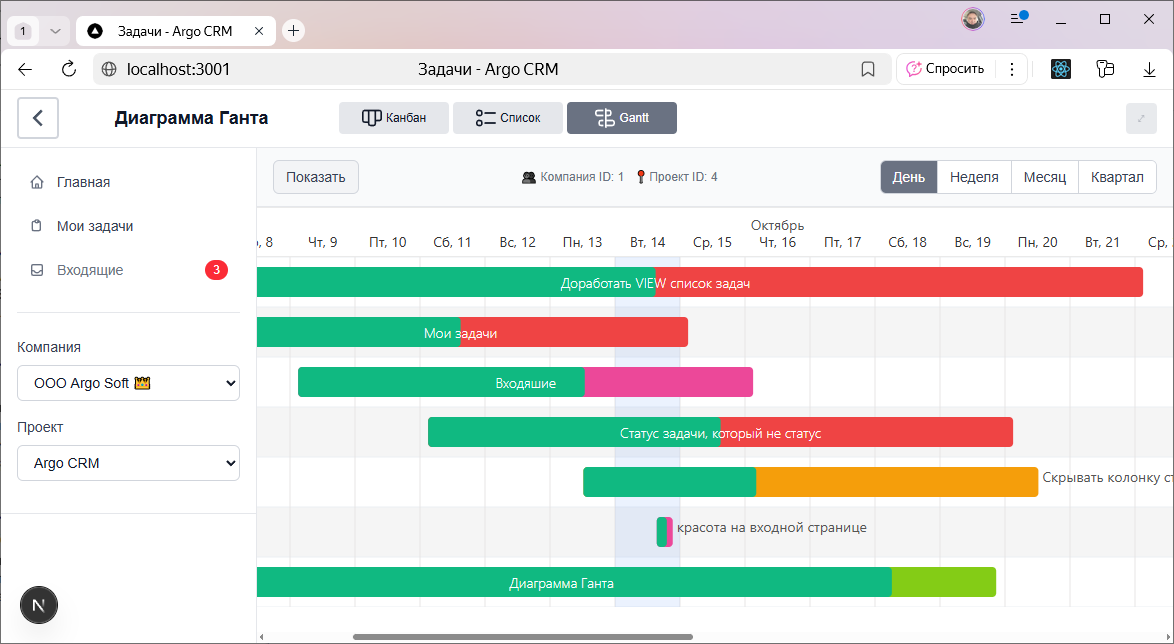 1
Задачи - Argo CRM
localhost:3001
Задачи - Argo CRM
Спросить
Диаграмма Ганта
Канбан
Список
Gantt
Главная
Мои задачи
Входящие
3
Компания
ООО Argo Soft
Проект
Argo CRM
N
Показать
Компания ID: 1
Проект ID: 4
День
Неделя
Месяц
Квартал
Октябрь
, 8
Чт, 9
Пт, 10
Сб, 11
Вс, 12
Пн, 13
Вт, 14
Ср, 15
Чт, 16
Пт, 17
Сб, 18
Вс, 19
Пн, 20
Вт, 21
Ср,
Доработать VIEW список задач
Мои задачи
Входяшие
Статус задачи, который не статус
Скрывать колонку ст
красота на входной странице
Диаграмма Ганта